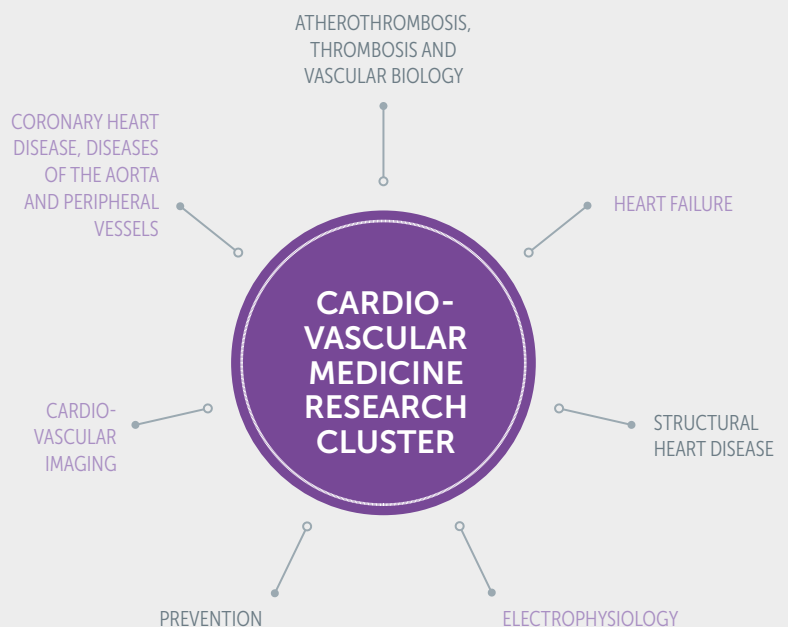 ATHEROTHROMBOSIS,
THROMBOSIS AND
VASCULAR BIOLOGY
CORONARY HEART
DISEASE, DISEASES
OF THE AORTA
AND PERIPHERAL
VESSELS
HEART FAILURE
CARDIO-
VASCULAR
MEDICINE
RESEARCH
CLUSTER
CARDIO-
VASCULAR
IMAGING
STRUCTURAL
HEART DISEASE
PREVENTION
ELECTROPHYSIOLOGY